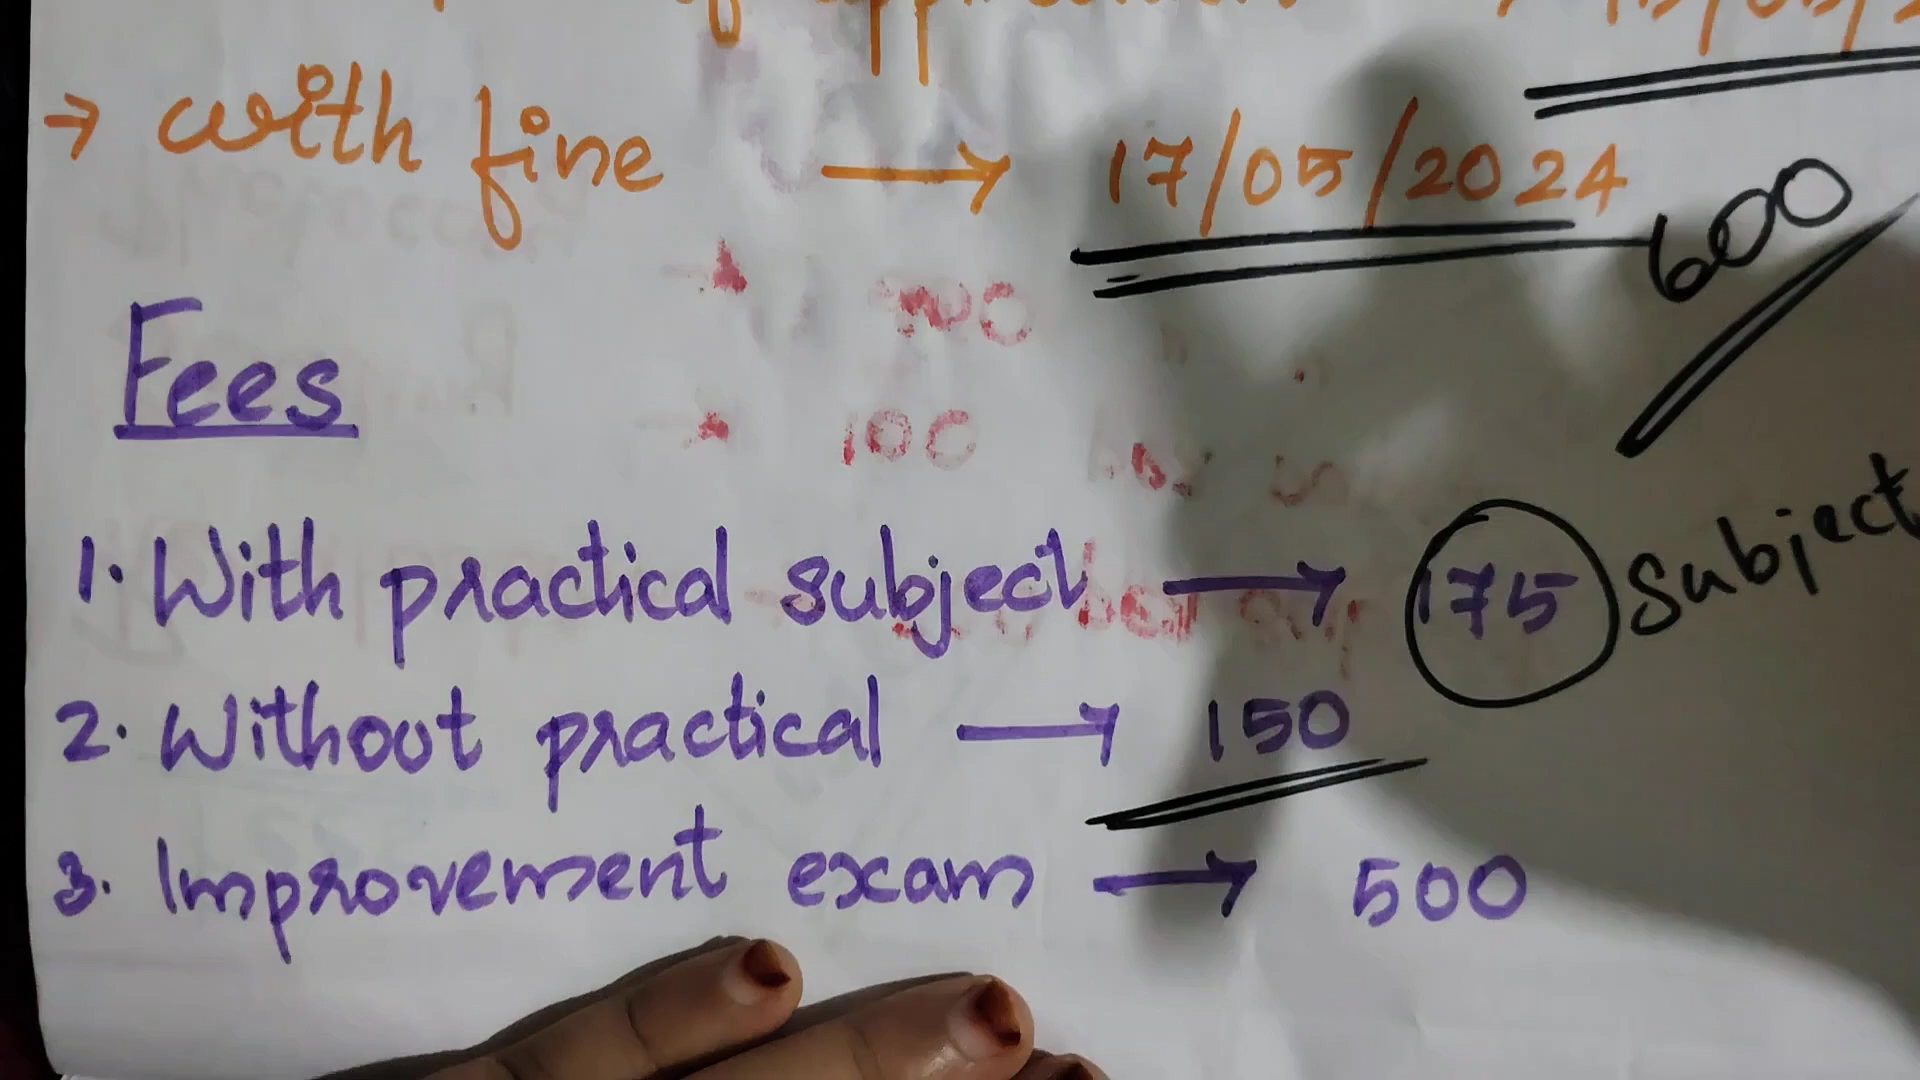 → with fine → 17/05/2024
600
Fees
1. With practical subject → 175 subject
2. Without practical → 150
3. Improvement exam → 500